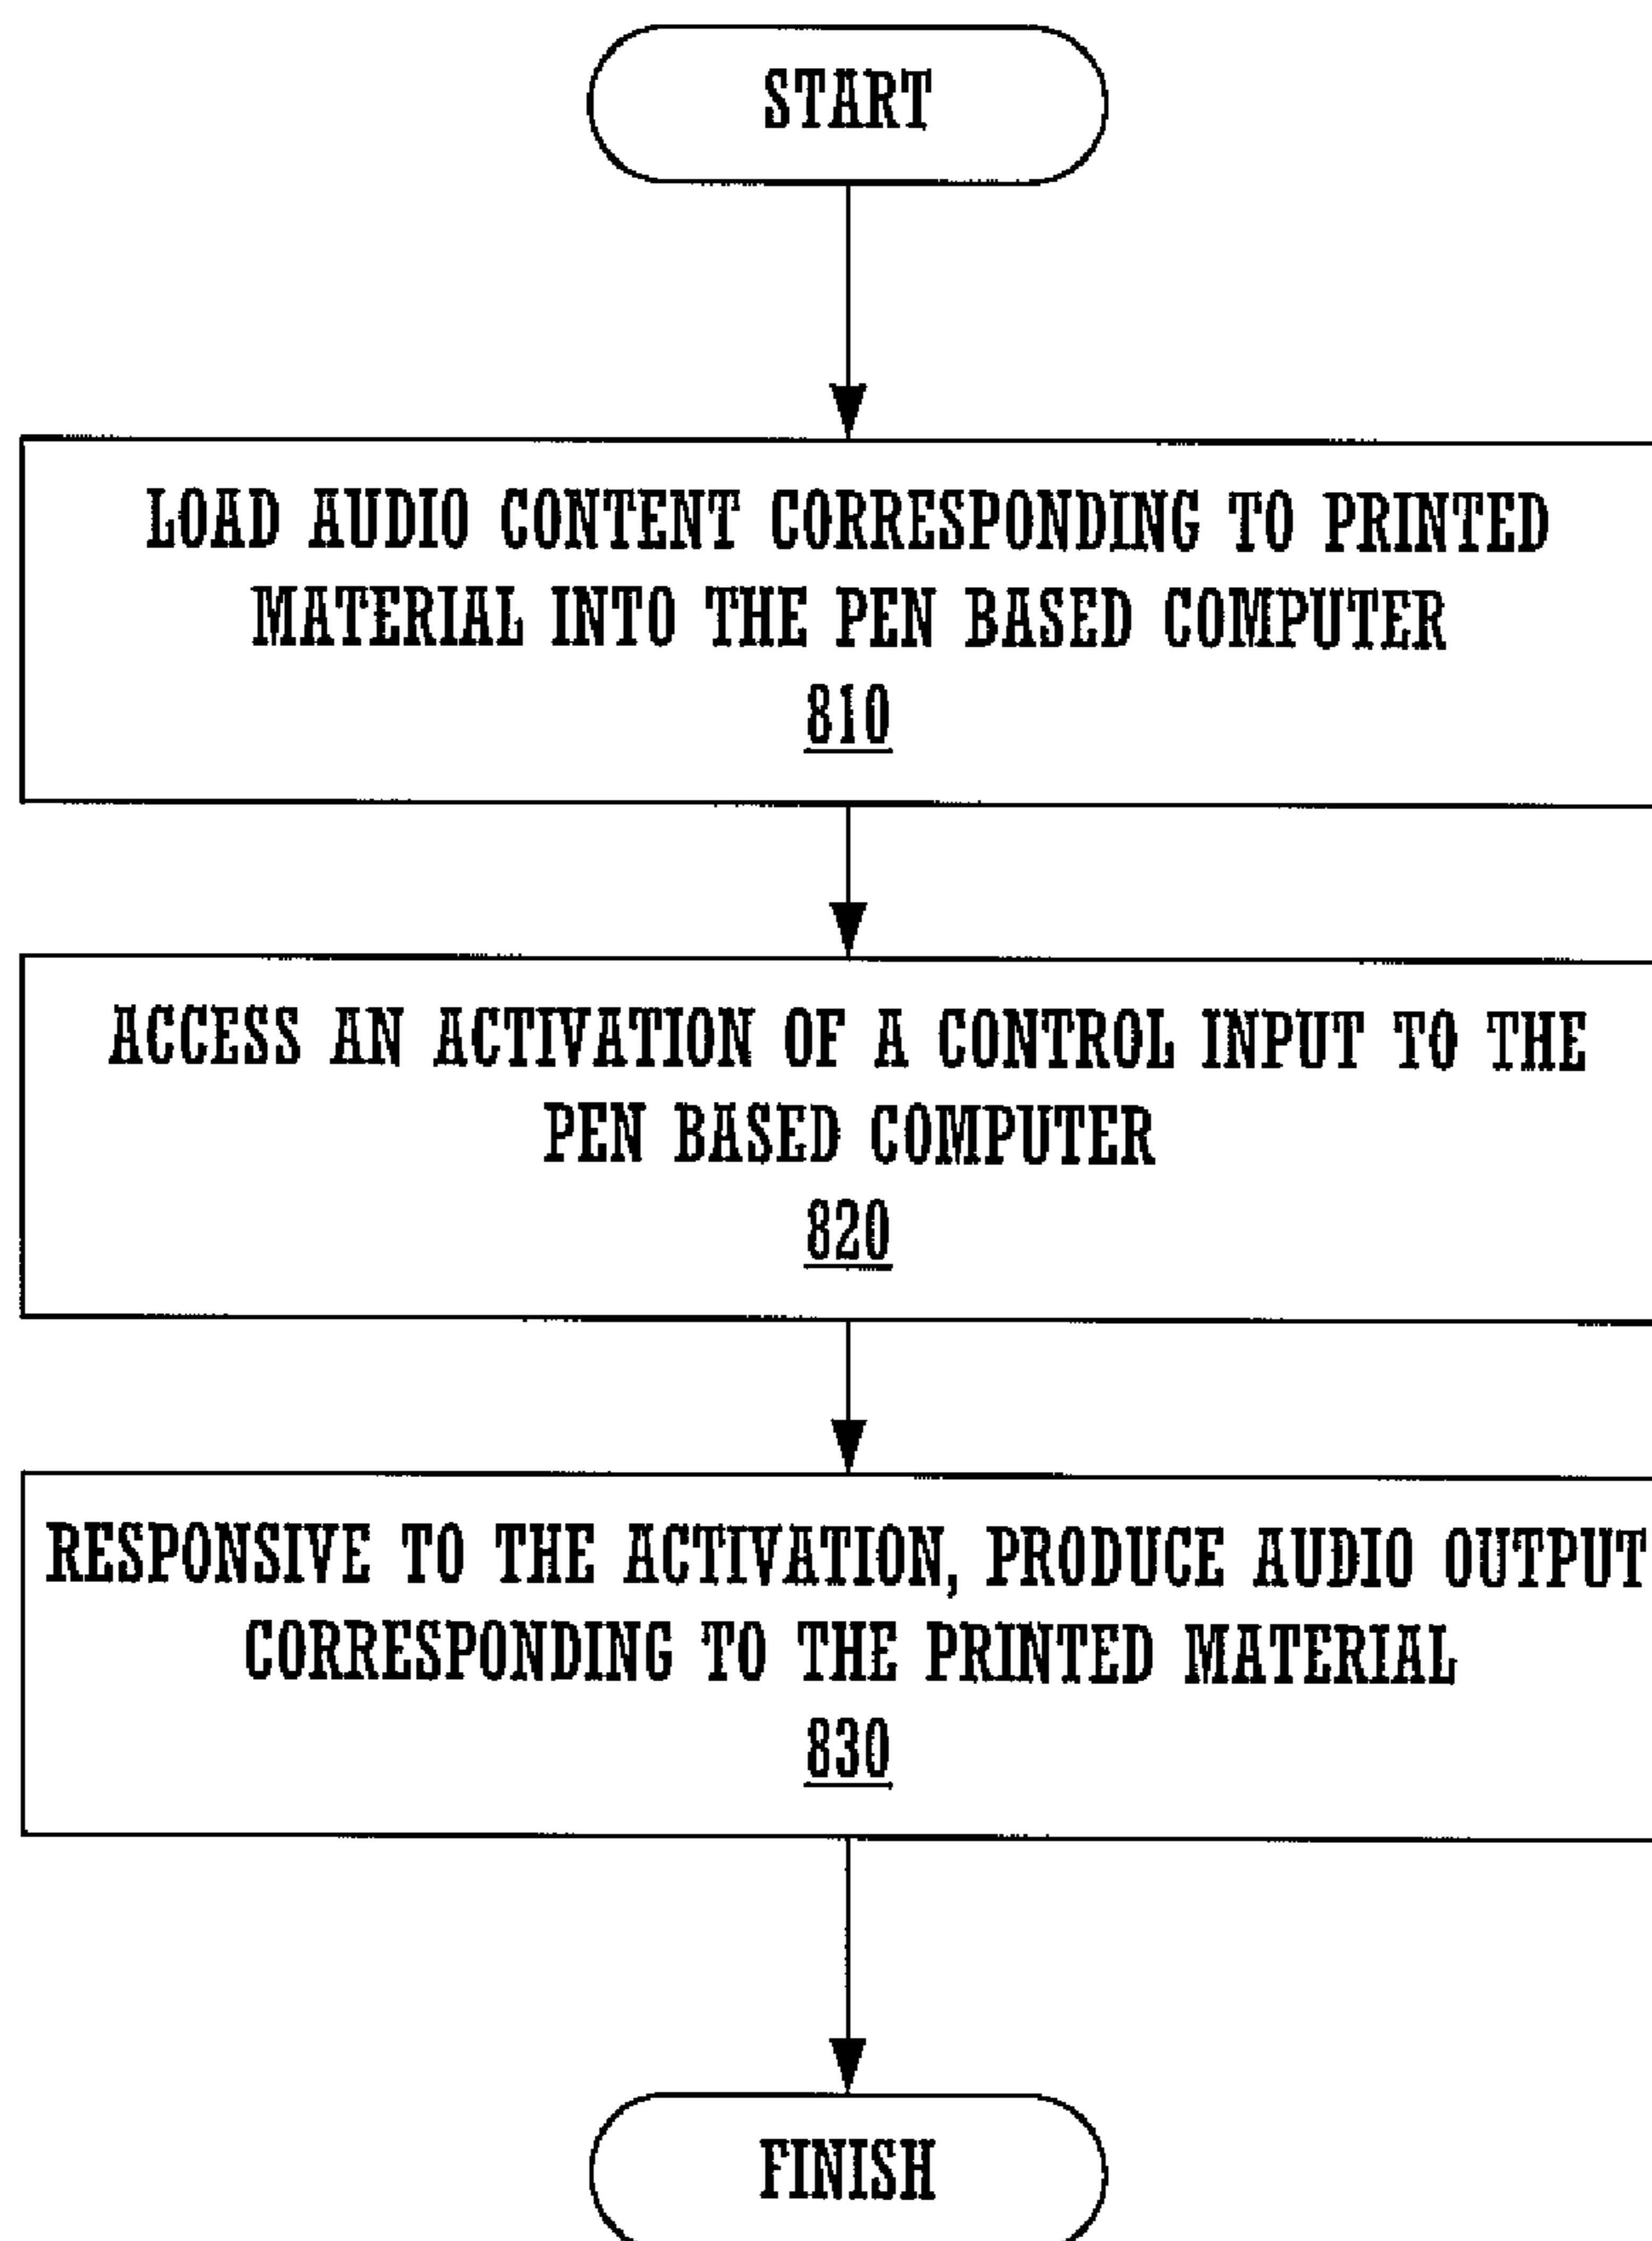 START
LOAD AUDIO CONTENT CORRESPONDING TO PRINTED
MATERIAL INTO THE PEN BASED COMPUTER
810
ACCESS AN ACTIVATION OF A CONTROL INPUT TO THE
PEN BASED COMPUTER
820
RESPONSIVE TO THE ACTIVATION, PRODUCE AUDIO OUTPUT
CORRESPONDING TO THE PRINTED MATERIAL
830
FINISH